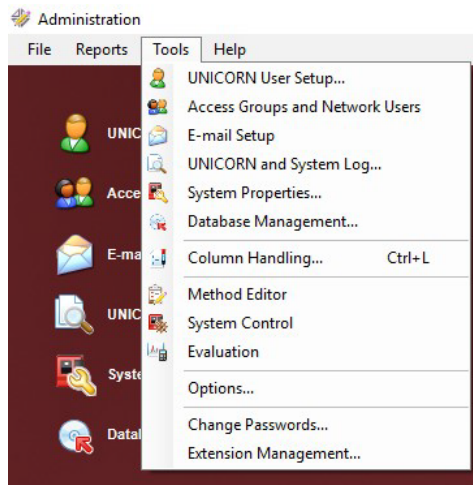 Administration
File Reports Tools Help
UNICORN User Setup...
Access Groups and Network Users
E-mail Setup
UNICORN and System Log...
System Properties...
Database Management...
Column Handling... Ctrl+L
Method Editor
System Control
Evaluation
Options...
Change Passwords...
Extension Management...
UNIC
Acce
E-ma
UNIC
Syste
Datal